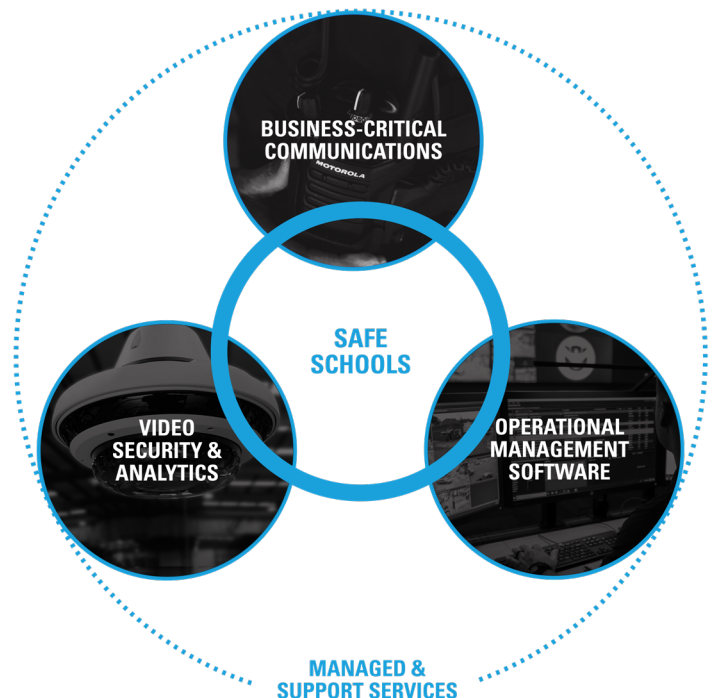 BUSINESS-CRITICAL
COMMUNICATIONS
MOTOROLA
SAFE
SCHOOLS
VIDEO
SECURITY &
ANALYTICS
OPERATIONAL
MANAGEMENT
SOFTWARE
MANAGED &
SUPPORT SERVICES